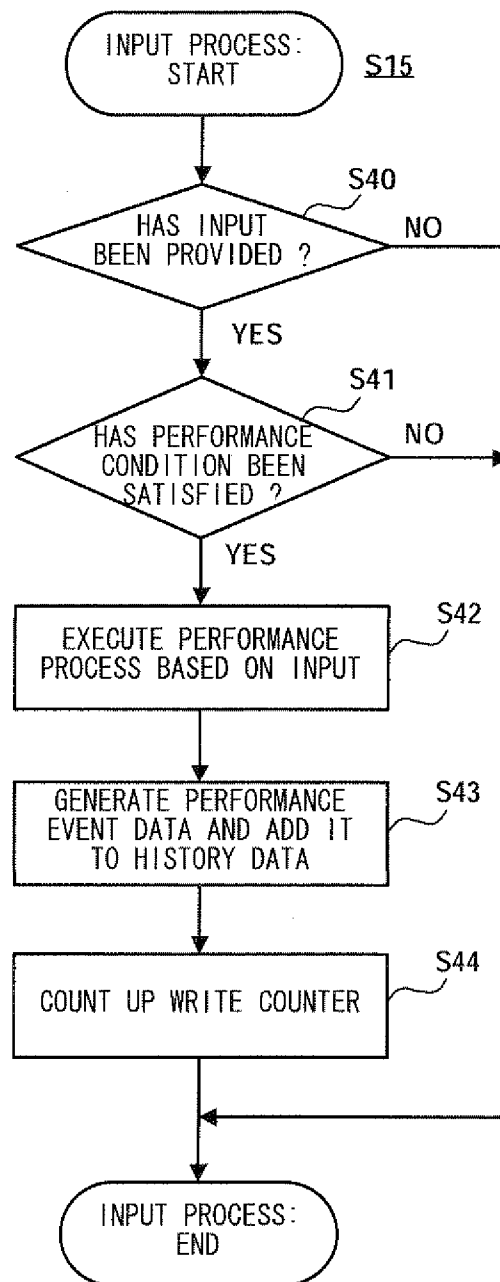 INPUT PROCESS:
START
S15
S40
HAS INPUT
BEEN PROVIDED ?
NO
YES
S41
HAS PERFORMANCE
CONDITION BEEN
SATISFIED ?
NO
YES
S42
EXECUTE PERFORMANCE
PROCESS BASED ON INPUT
S43
GENERATE PERFORMANCE
EVENT DATA AND ADD IT
TO HISTORY DATA
S44
COUNT UP WRITE COUNTER
INPUT PROCESS:
END